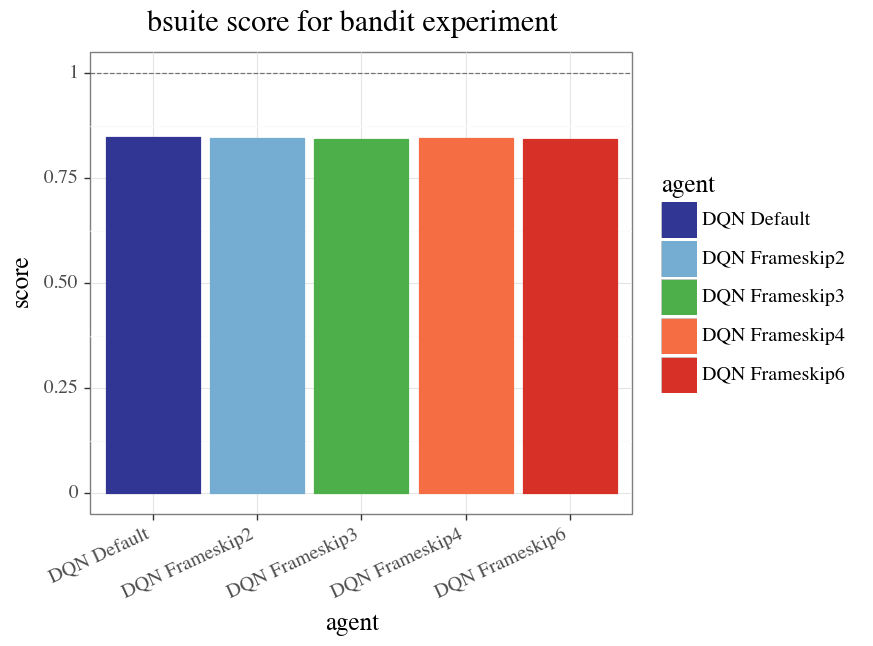 bsuite score for bandit experiment
1
0.75
0.50
0.25
0
score
DQN Default
DQN Frameskip2
DQN Frameskip3
DQN Frameskip4
DQN Frameskip6
agent
agent
DQN Default
DQN Frameskip2
DQN Frameskip3
DQN Frameskip4
DQN Frameskip6